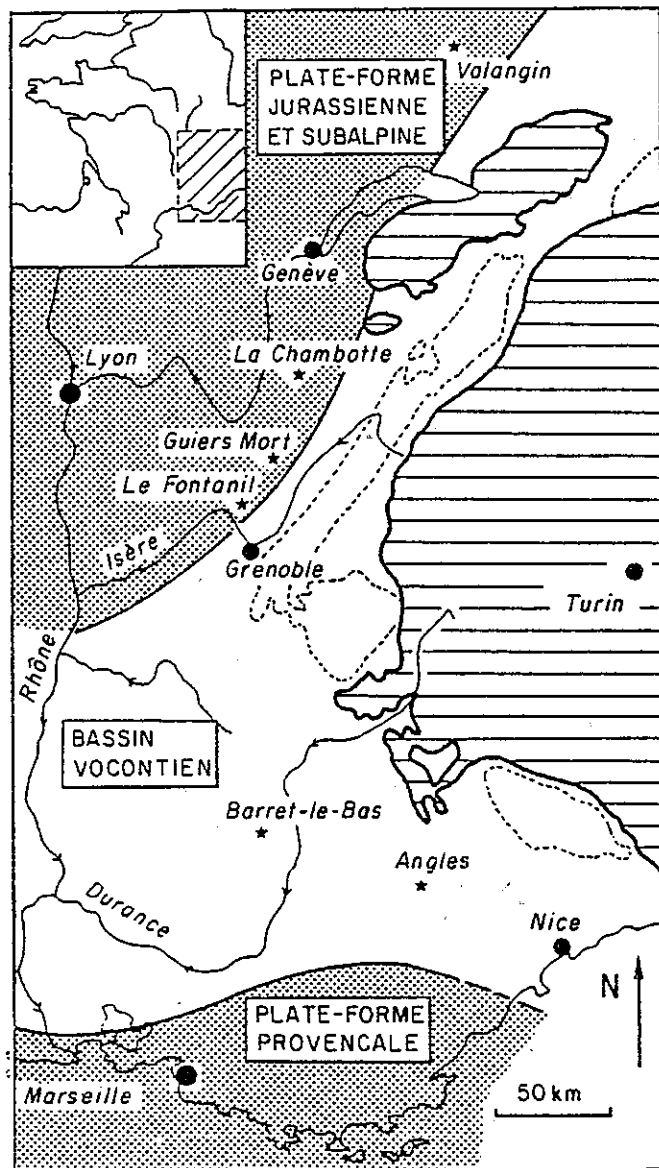 PLATE-FORME
JURASSIENNE
ET SUBALPINE
Valangin
Genève
La Chambotte
Lyon
Guiers Mort
Le Fontanil
Isère
Grenoble
Turin
Rhône
BASSIN
VOCONTIEN
Barret-le-Bas
Angles
Durance
Nice
N
PLATE-FORME
PROVENCALE
Marseille
50 km